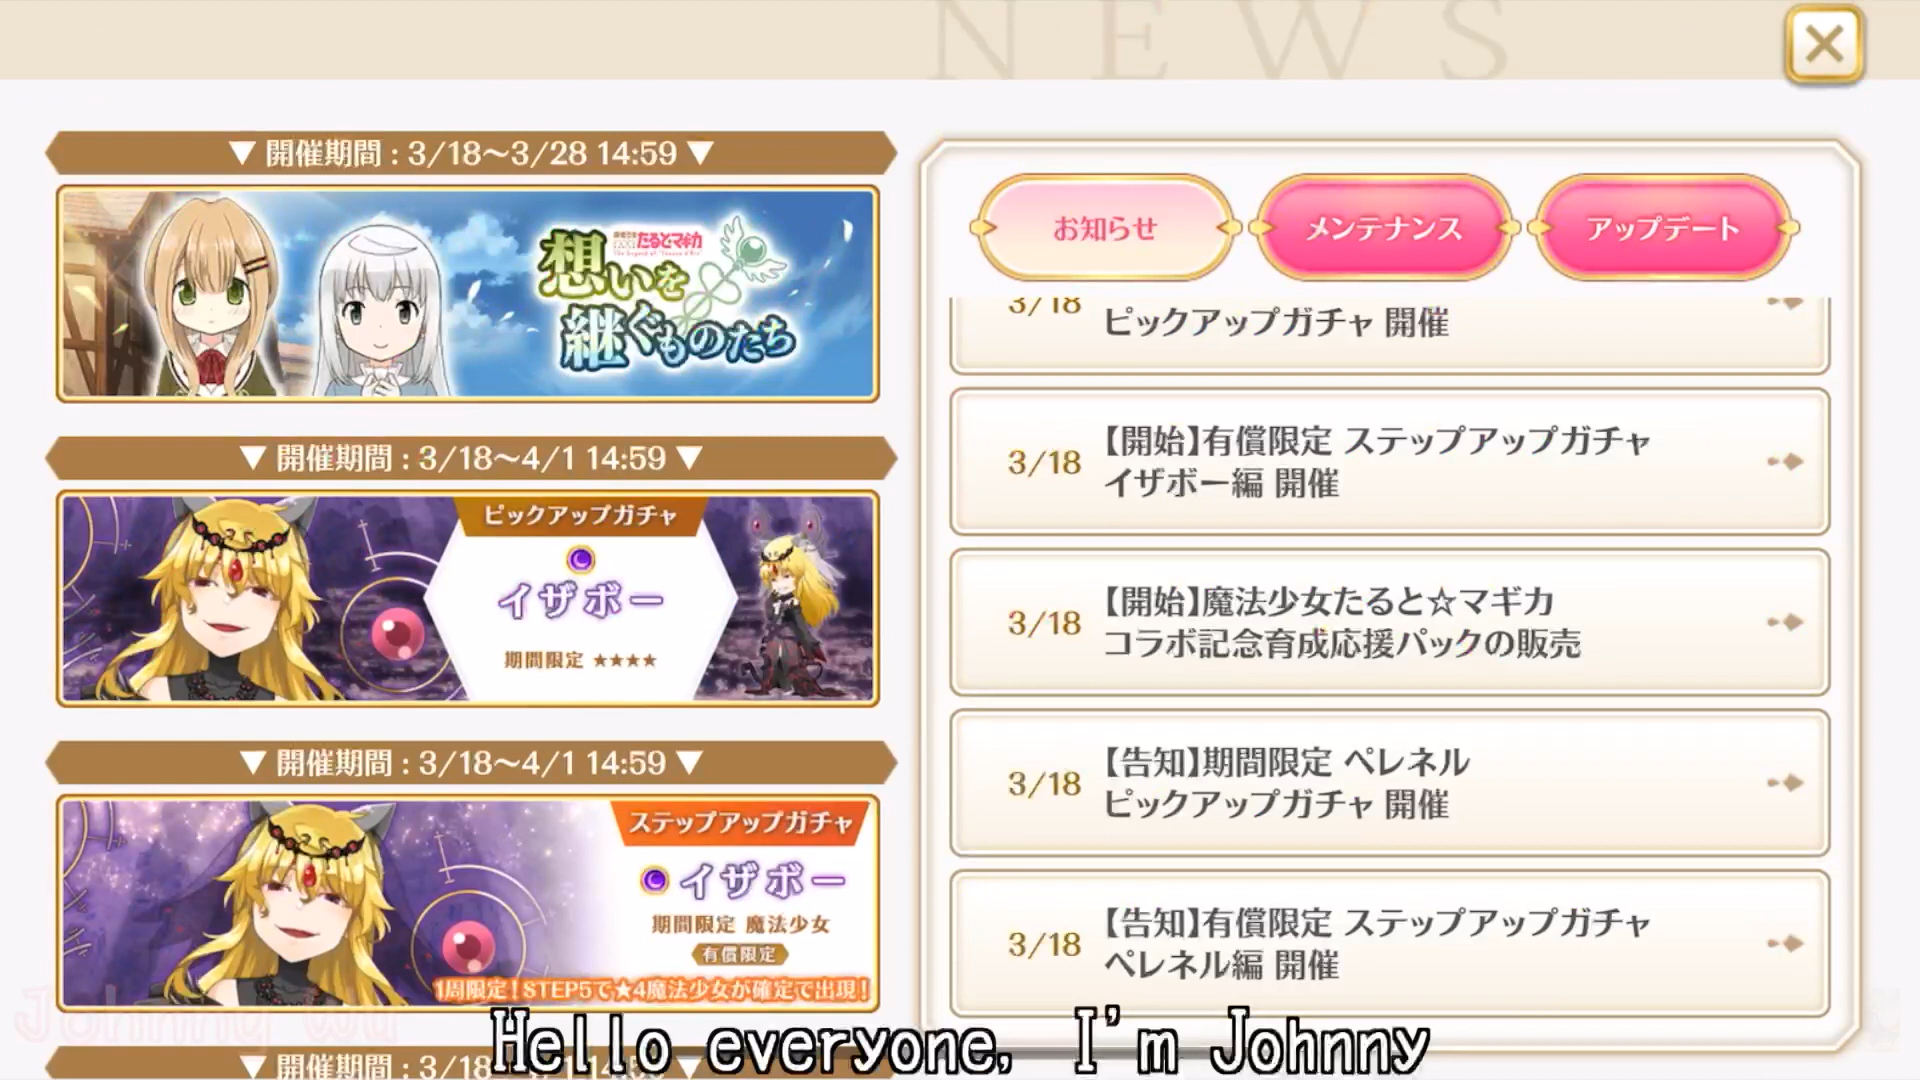 NEWS
▼ 開催期間 : 3/18～3/28 14:59 ▼
たるとマギカ
想いを
継ぐものたち
▼ 開催期間 : 3/18～4/1 14:59 ▼
ピックアップガチャ
イザボー
期間限定 ★★★★
▼ 開催期間 : 3/18～4/1 14:59 ▼
ステップアップガチャ
イザボー
期間限定 魔法少女
有償限定
1周限定！STEP5で★4魔法少女が確定で出現！
▼ 開催期間 : 3/18
お知らせ
メンテナンス
アップデート
3/18
ピックアップガチャ 開催
3/18
【開始】有償限定 ステップアップガチャ
イザボー編 開催
3/18
【開始】魔法少女たると☆マギカ
コラボ記念育成応援パックの販売
3/18
【告知】期間限定 ペレネル
ピックアップガチャ 開催
3/18
【告知】有償限定 ステップアップガチャ
ペレネル編 開催
Johnny Wu
Hello everyone, I'm Johnny